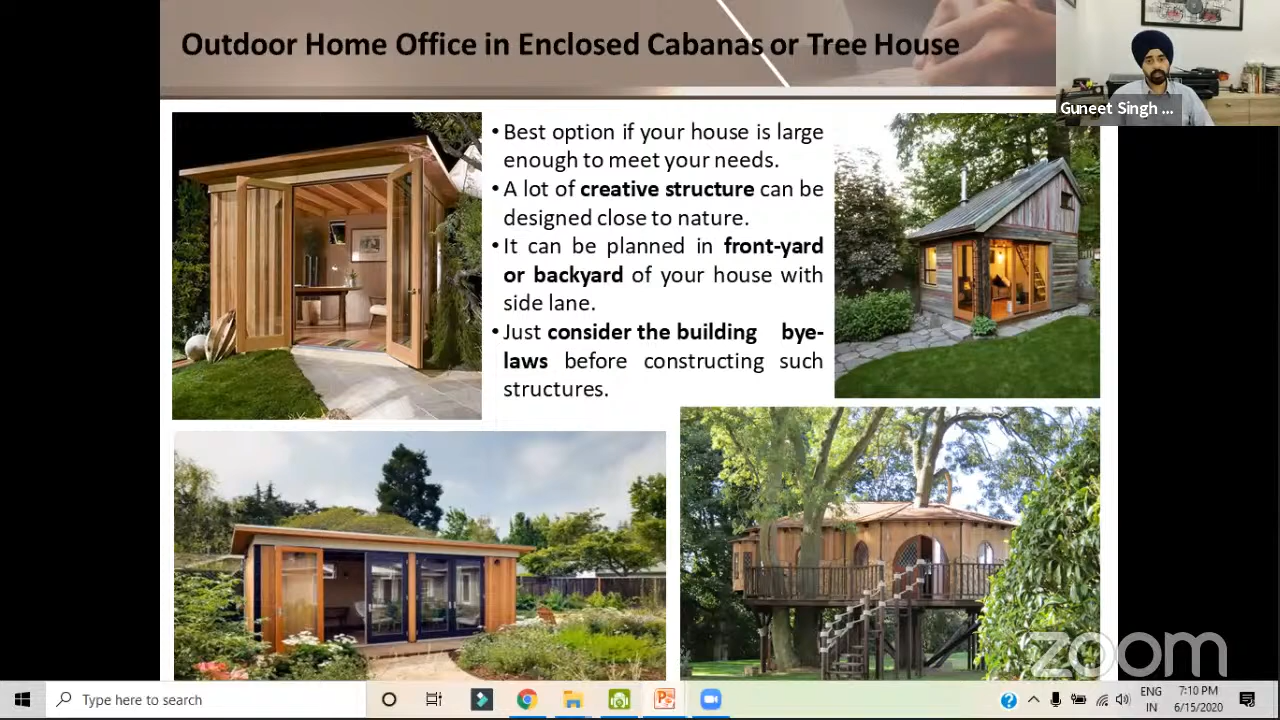 Outdoor Home Office in Enclosed Cabanas or Tree House
Guneet Singh ...
• Best option if your house is large
enough to meet your needs.
• A lot of creative structure can be
designed close to nature.
• It can be planned in front-yard
or backyard of your house with
side lane.
• Just consider the building bye-
laws before constructing such
structures.
zoom
Type here to search
ENG
IN
7:10 PM
6/15/2020